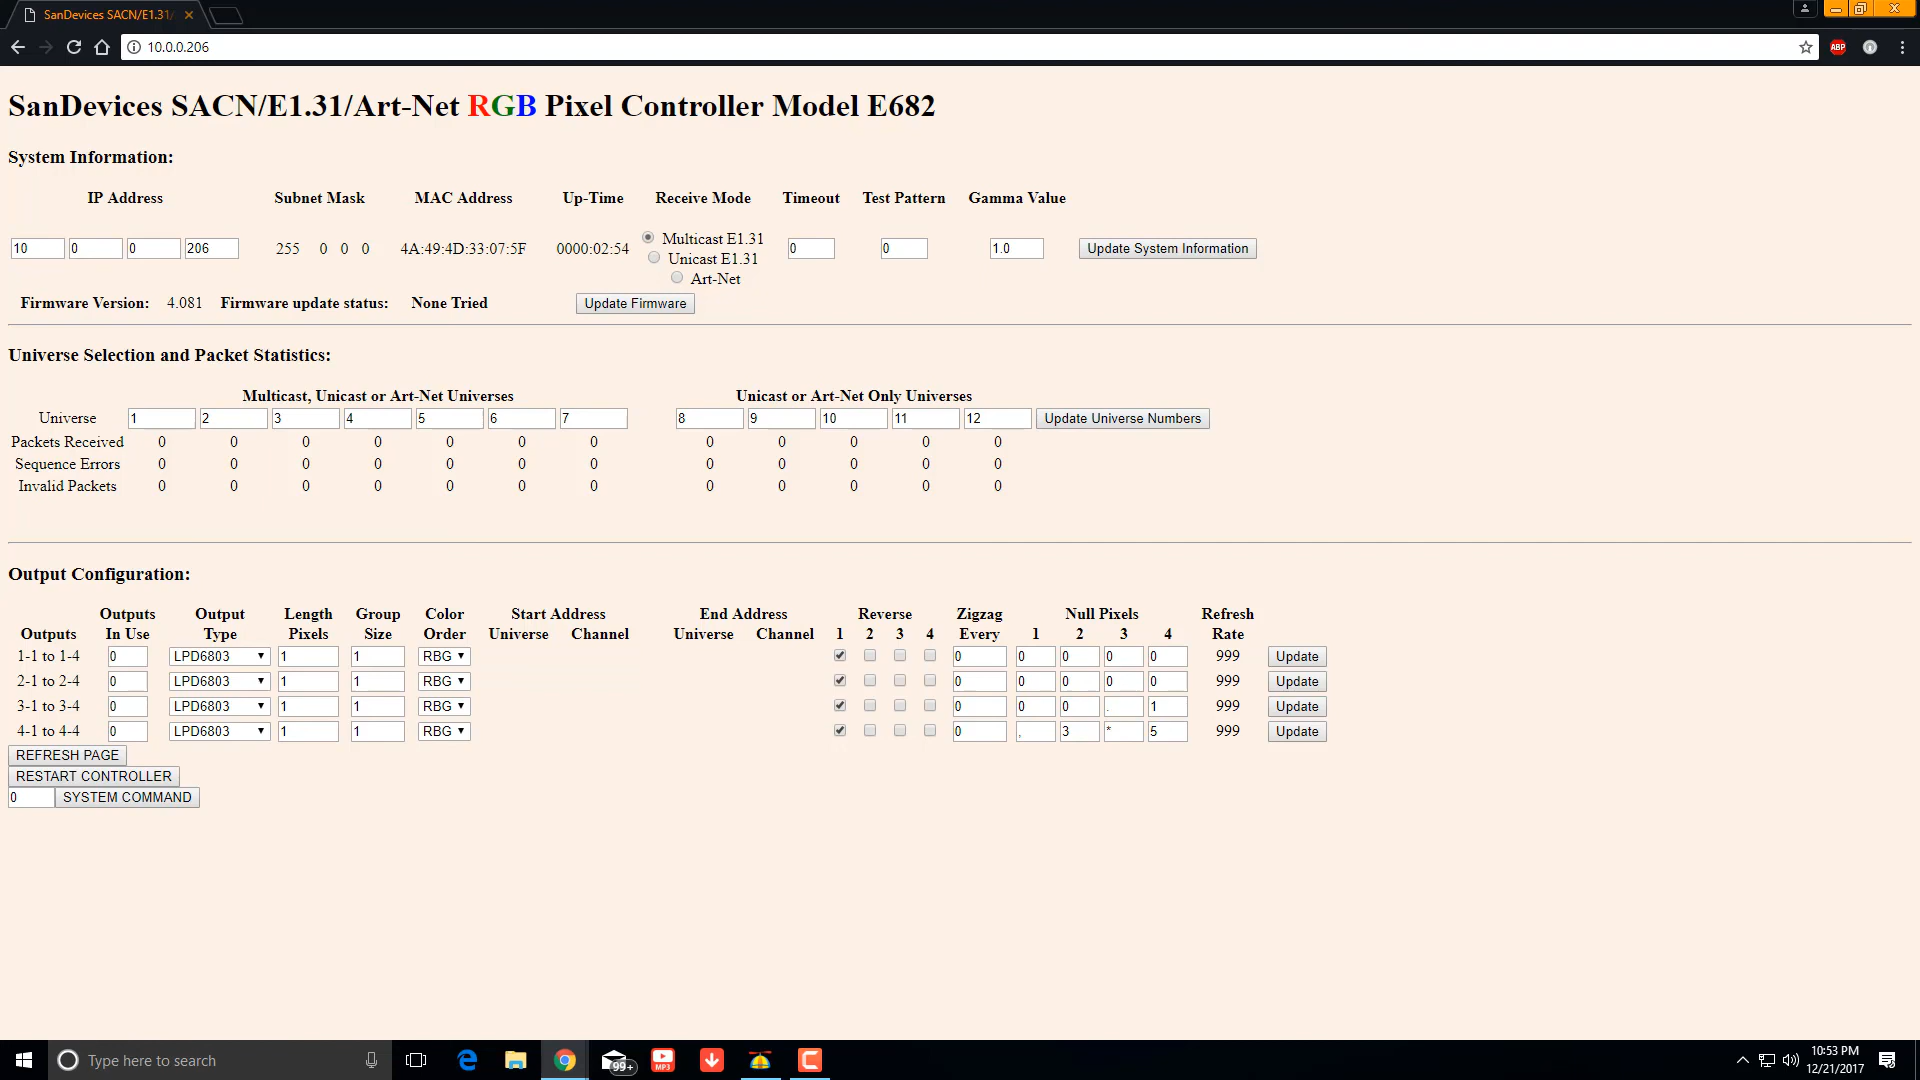 SanDevices SACN/E1.31/
10.0.0.206
ABP
SanDevices SACN/E1.31/Art-Net RGB Pixel Controller Model E682
System Information:
IP Address Subnet Mask MAC Address Up-Time Receive Mode Timeout Test Pattern Gamma Value
10 0 0 206 255 0 0 0 4A:49:4D:33:07:5F 0000:02:54 Multicast E1.31 0 0 1.0 Update System Information
Unicast E1.31
Art-Net
Firmware Version: 4.081 Firmware update status: None Tried Update Firmware
Universe Selection and Packet Statistics:
Multicast, Unicast or Art-Net Universes Unicast or Art-Net Only Universes
Universe 1 2 3 4 5 6 7 8 9 10 11 12 Update Universe Numbers
Packets Received 0 0 0 0 0 0 0 0 0 0 0 0
Sequence Errors 0 0 0 0 0 0 0 0 0 0 0 0
Invalid Packets 0 0 0 0 0 0 0 0 0 0 0 0
Output Configuration:
Outputs Output Length Group Color Start Address End Address Reverse Zigzag Null Pixels Refresh
Outputs In Use Type Pixels Size Order Universe Channel Universe Channel 1 2 3 4 Every 1 2 3 4 Rate
1-1 to 1-4 0 LPD6803 1 1 RBG 0 0 0 0 0 999 Update
2-1 to 2-4 0 LPD6803 1 1 RBG 0 0 0 0 0 999 Update
3-1 to 3-4 0 LPD6803 1 1 RBG 0 0 0 . 1 999 Update
4-1 to 4-4 0 LPD6803 1 1 RBG 0 , 3 * 5 999 Update
REFRESH PAGE
RESTART CONTROLLER
0 SYSTEM COMMAND
Type here to search
99+
MP3
10:53 PM
12/21/2017